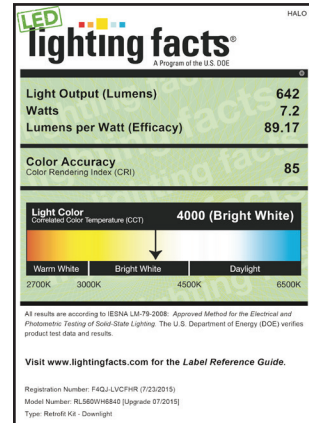 HALO
LED
lighting facts®
A Program of the U.S. DOE
Light Output (Lumens) 642
Watts 7.2
Lumens per Watt (Efficacy) 89.17
Color Accuracy
Color Rendering Index (CRI) 85
Light Color
Correlated Color Temperature (CCT) 4000 (Bright White)
Warm White Bright White Daylight
2700K 3000K 4500K 6500K
All results are according to IESNA LM-79-2008: Approved Method for the Electrical and
Photometric Testing of Solid-State Lighting. The U.S. Department of Energy (DOE) verifies
product test data and results.
Visit www.lightingfacts.com for the Label Reference Guide.
Registration Number: F4QJ-LVCFHR (7/23/2015)
Model Number: RL560WH6840 [Upgrade 07/2015]
Type: Retrofit Kit - Downlight